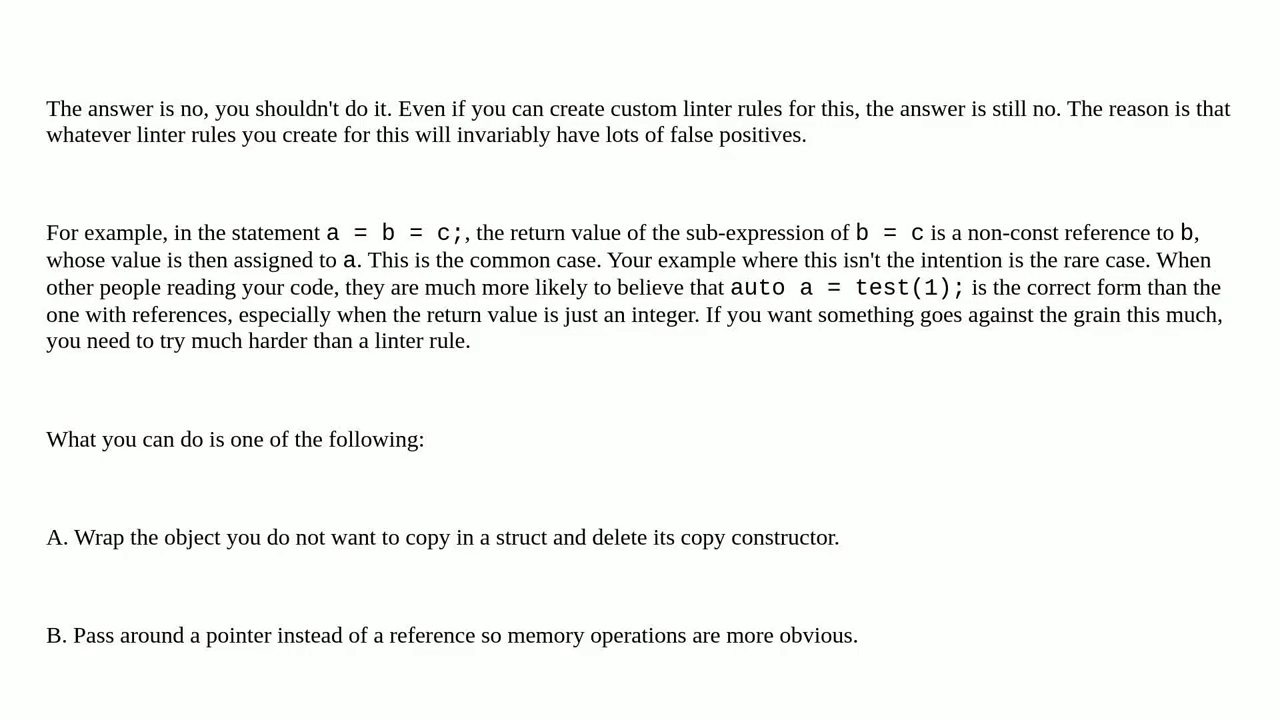 The answer is no, you shouldn't do it. Even if you can create custom linter rules for this, the answer is still no. The reason is that
whatever linter rules you create for this will invariably have lots of false positives.
For example, in the statement a = b = c;, the return value of the sub-expression of b = c is a non-const reference to b,
whose value is then assigned to a. This is the common case. Your example where this isn't the intention is the rare case. When
other people reading your code, they are much more likely to believe that auto a = test(1); is the correct form than the
one with references, especially when the return value is just an integer. If you want something goes against the grain this much,
you need to try much harder than a linter rule.
What you can do is one of the following:
A. Wrap the object you do not want to copy in a struct and delete its copy constructor.
B. Pass around a pointer instead of a reference so memory operations are more obvious.